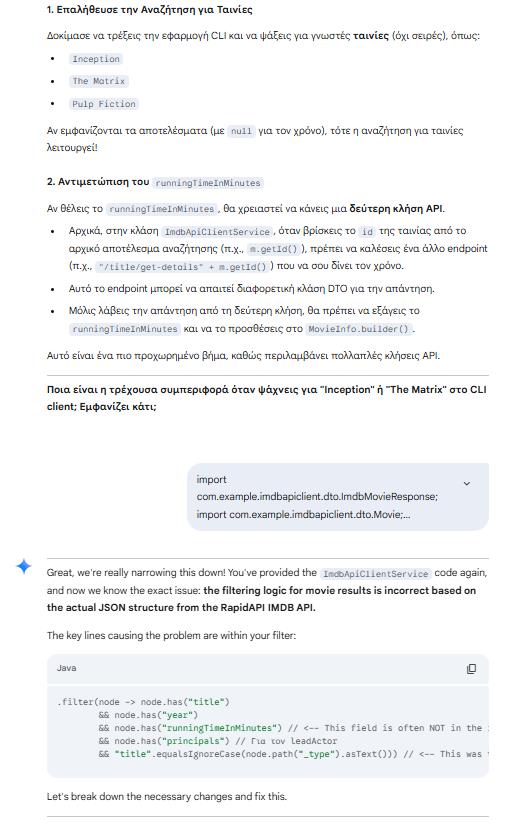 1. Επαλήθευσε την Αναζήτηση για Ταινίες
Δοκίμασε να τρέξεις την εφαρμογή CLI και να ψάξεις για γνωστές ταινίες (όχι σειρές), όπως:
• Inception
• The Matrix
• Pulp Fiction
Αν εμφανίζονται τα αποτελέσματα (με null για τον χρόνο), τότε η αναζήτηση για ταινίες
λειτουργεί!
2. Αντιμετώπιση του runningTimeInMinutes
Αν θέλεις το runningTimeInMinutes, θα χρειαστεί να κάνεις μια δεύτερη κλήση API.
• Αρχικά, στην κλάση ImdbApiClientService, όταν βρίσκεις το id της ταινίας από το
αρχικό αποτέλεσμα αναζήτησης (π.χ., m.getId()), πρέπει να καλέσεις ένα άλλο endpoint
(π.χ., "/title/get-details" + m.getId()) που να σου δίνει τον χρόνο.
• Αυτό το endpoint μπορεί να απαιτεί διαφορετική κλάση DTO για την απάντηση.
• Μόλις λάβεις την απάντηση από τη δεύτερη κλήση, θα πρέπει να εξάγεις το
runningTimeInMinutes και να το προσθέσεις στο MovieInfo.builder().
Αυτό είναι ένα πιο προχωρημένο βήμα, καθώς περιλαμβάνει πολλαπλές κλήσεις API.
Ποια είναι η τρέχουσα συμπεριφορά όταν ψάχνεις για "Inception" ή "The Matrix" στο CLI
client; Εμφανίζει κάτι;
import
com.example.imdbapiclient.dto.ImdbMovieResponse;
import com.example.imdbapiclient.dto.Movie;...
Great, we're really narrowing this down! You've provided the ImdbApiClientService code again,
and now we know the exact issue: the filtering logic for movie results is incorrect based on
the actual JSON structure from the RapidAPI IMDB API.
The key lines causing the problem are within your filter:
Java
.filter(node -> node.has("title")
&& node.has("year")
&& node.has("runningTimeInMinutes") // <-- This field is often NOT in the
&& node.has("principals") // Για τον leadActor
&& "title".equalsIgnoreCase(node.path("_type").asText())) // <-- This was
Let's break down the necessary changes and fix this.